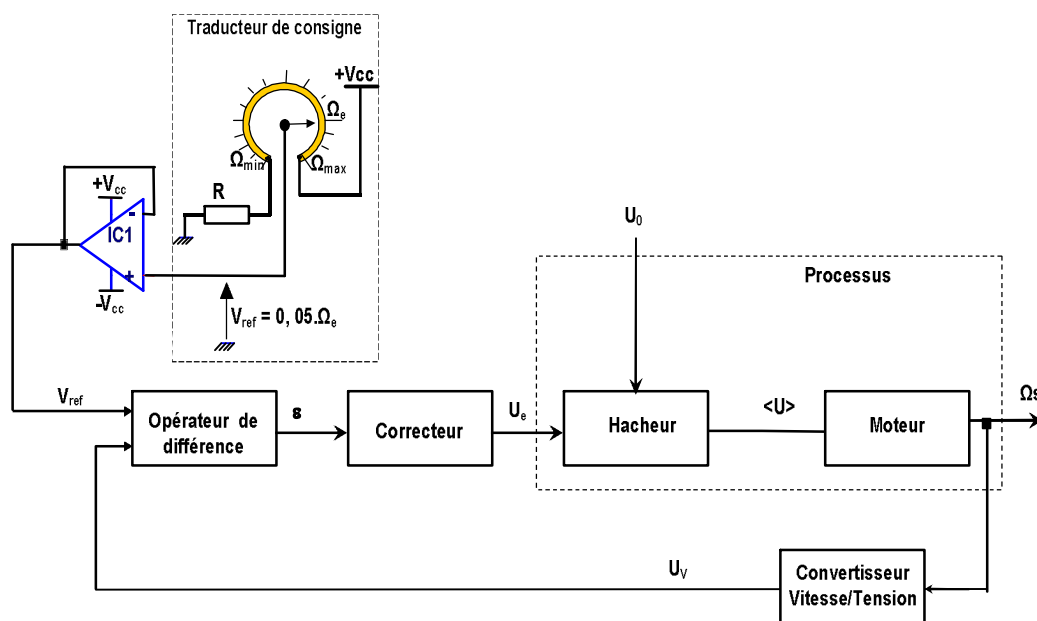 Traducteur de consigne
+Vcc
Ωe
Ωmin
Ωmax
R
+Vcc
-
IC1
+
-Vcc
Vref = 0, 05.Ωe
U0
Processus
Vref
Opérateur de
différence
ε
Correcteur
Ue
Hacheur
<U>
Moteur
Ωs
UV
Convertisseur
Vitesse/Tension